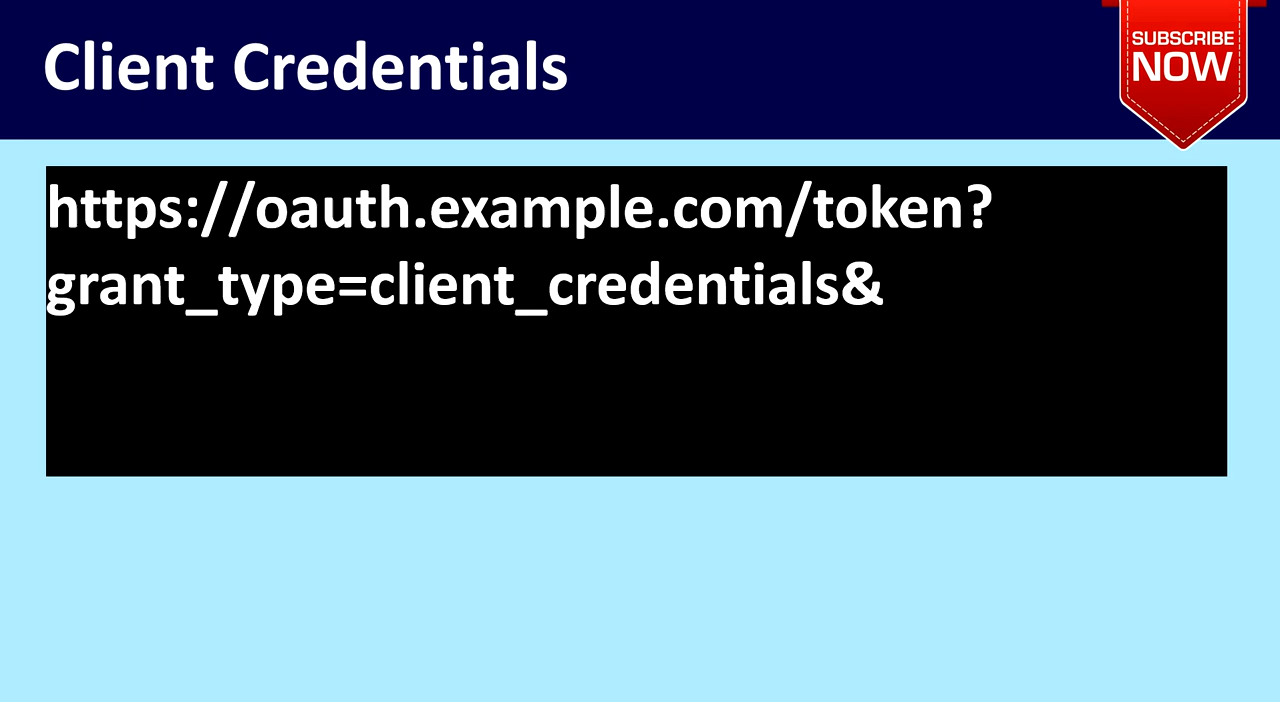 Client Credentials
SUBSCRIBE
NOW
https://oauth.example.com/token?
grant_type=client_credentials&